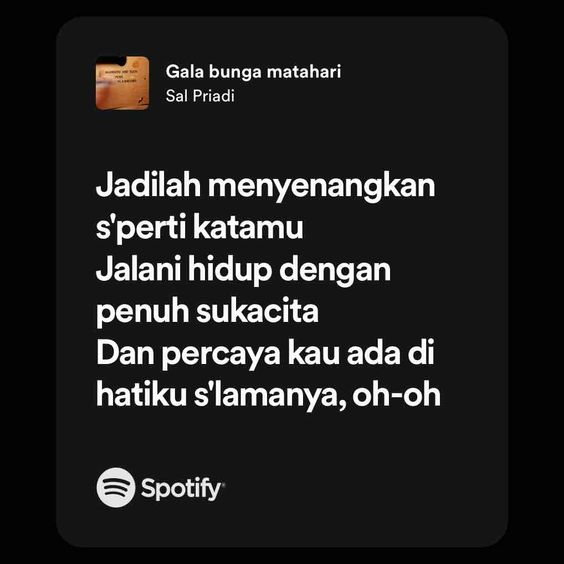 Gala bunga matahari
Sal Priadi
Jadilah menyenangkan
s'perti katamu
Jalani hidup dengan
penuh sukacita
Dan percaya kau ada di
hatiku s'lamanya, oh-oh
Spotify